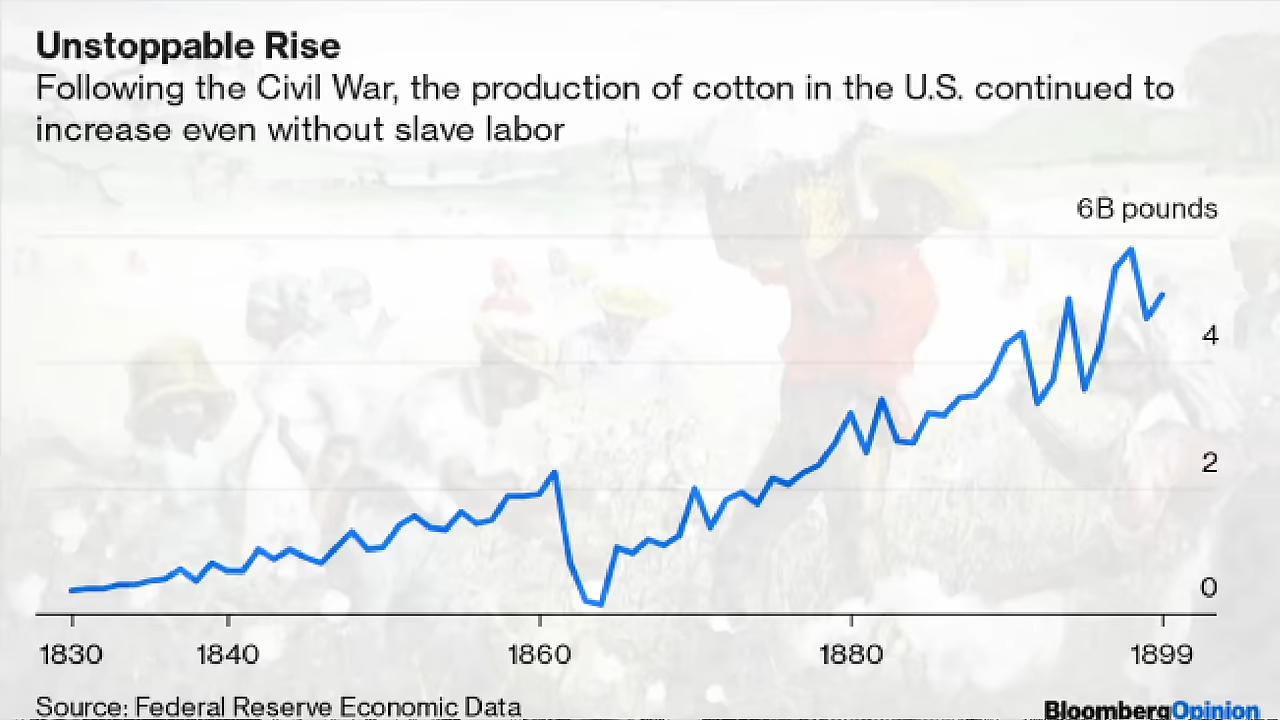 Unstoppable Rise
Following the Civil War, the production of cotton in the U.S. continued to
increase even without slave labor
6B pounds
4
2
0
1830 1840 1860 1880 1899
Source: Federal Reserve Economic Data
BloombergOpinion